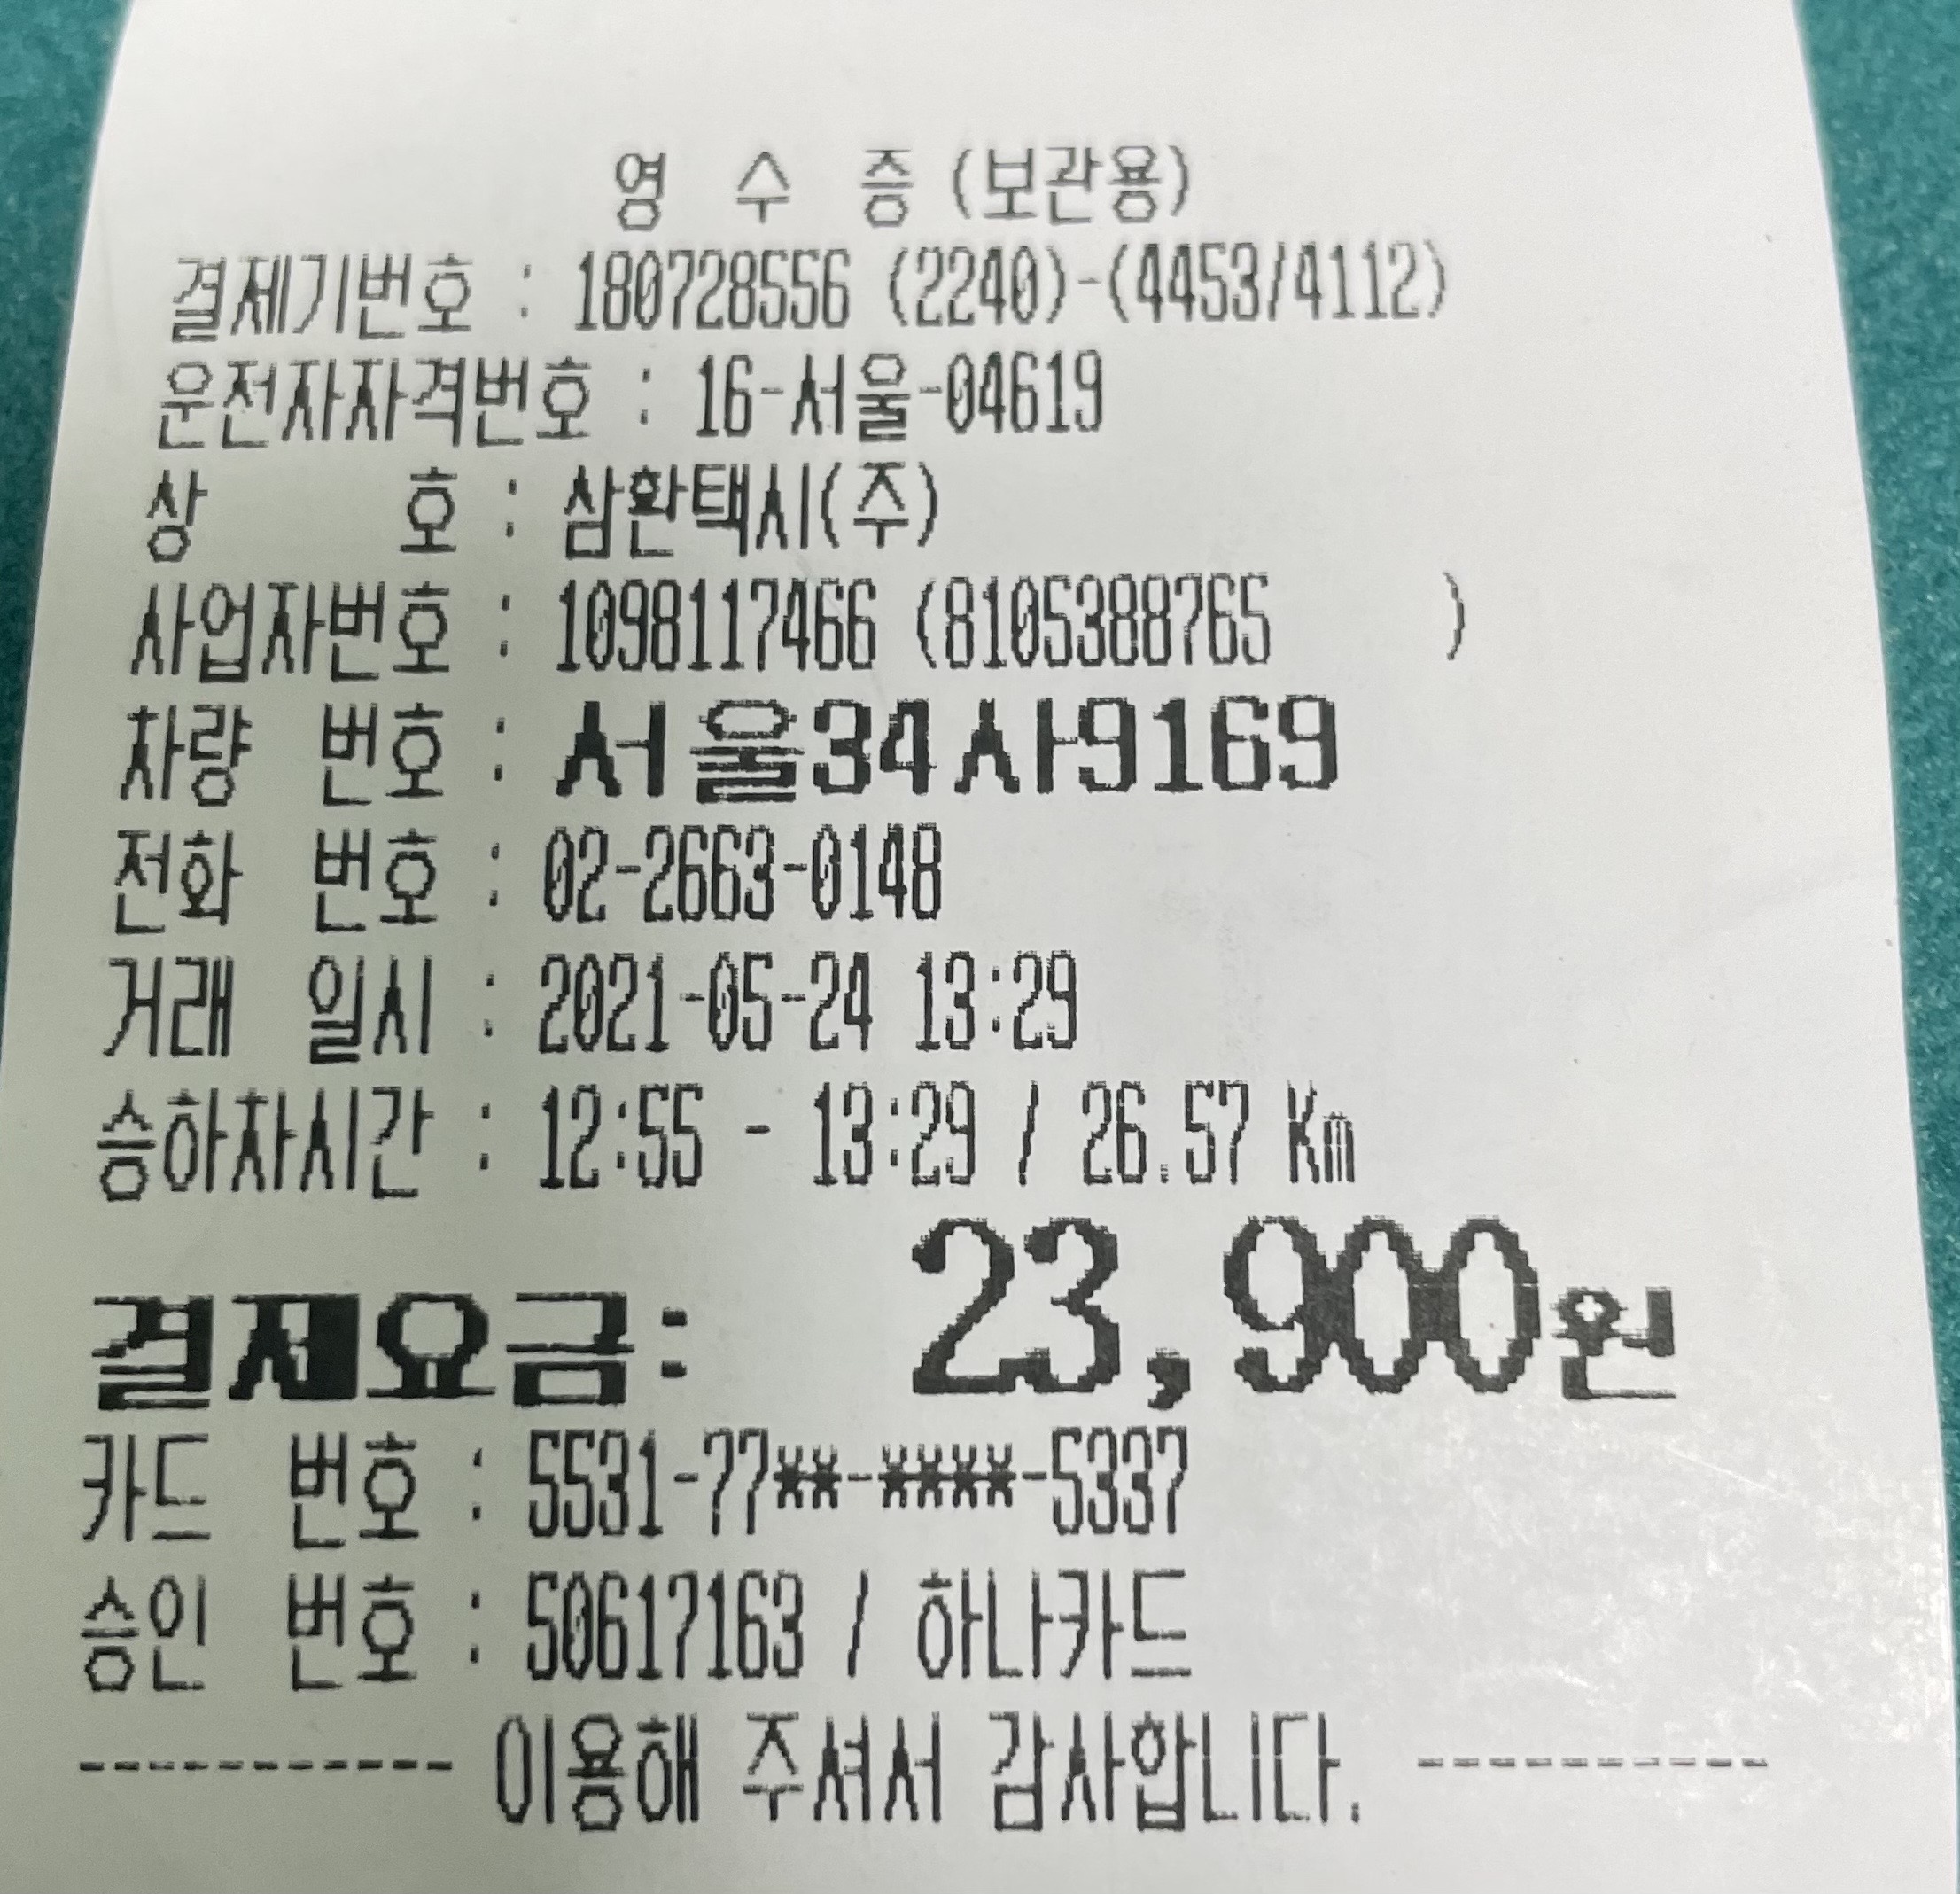 영 수 증 (보관용)
결제기번호 : 180728556 (2240)-(4453/4112)
운전자자격번호 : 16-서울-04619
상 호 : 삼환택시(주)
사업자번호 : 1098117466 (8105388765 )
차량 번호 : 서울34사9169
전화 번호 : 02-2663-0148
거래 일시 : 2021-05-24 13:29
승하차시간 : 12:55 - 13:29 / 26.57 Km
결제요금: 23,900원
카드 번호 : 5531-77**-****-5337
승인 번호 : 50617163 / 하나카드
----------- 이용해 주셔서 감사합니다. ----------